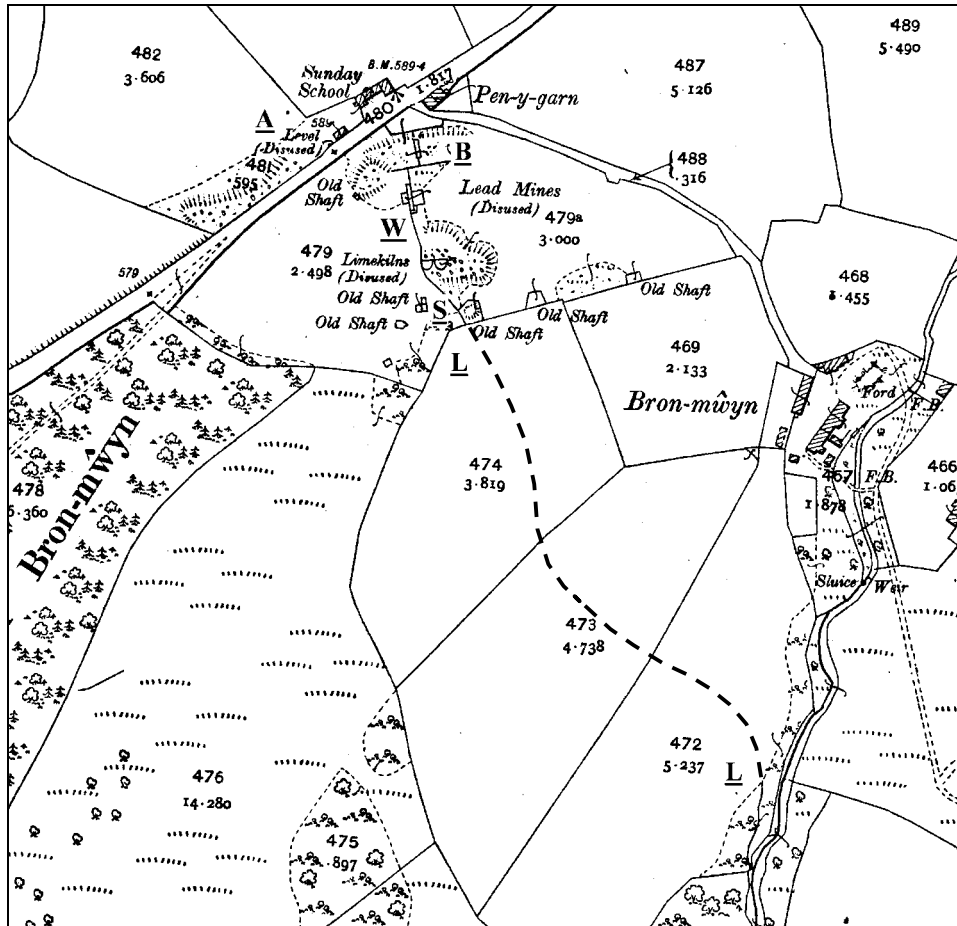 489
5·490
482
3·606
B.M.589·4
Sunday
School
1·817
480
487
5·126
Pen-y-garn
A
589
Level
(Disused)
481
595
B
488
·316
Old
Shaft
Lead Mines
(Disused)
479a
3·000
W
479
2·498
Limekilns
(Disused)
579
468
Old Shaft
S
Old Shaft
Old Shaft
Old Shaft
Old Shaft
L
469
2·133
Bron-mŵyn
Ford
F.B.
474
3·819
478
6·360
Bron-mŵyn
467
1·878
F.B.
466
1·06
Sluice
Weir
473
4·738
472
5·237
L
476
14·280
475
·897